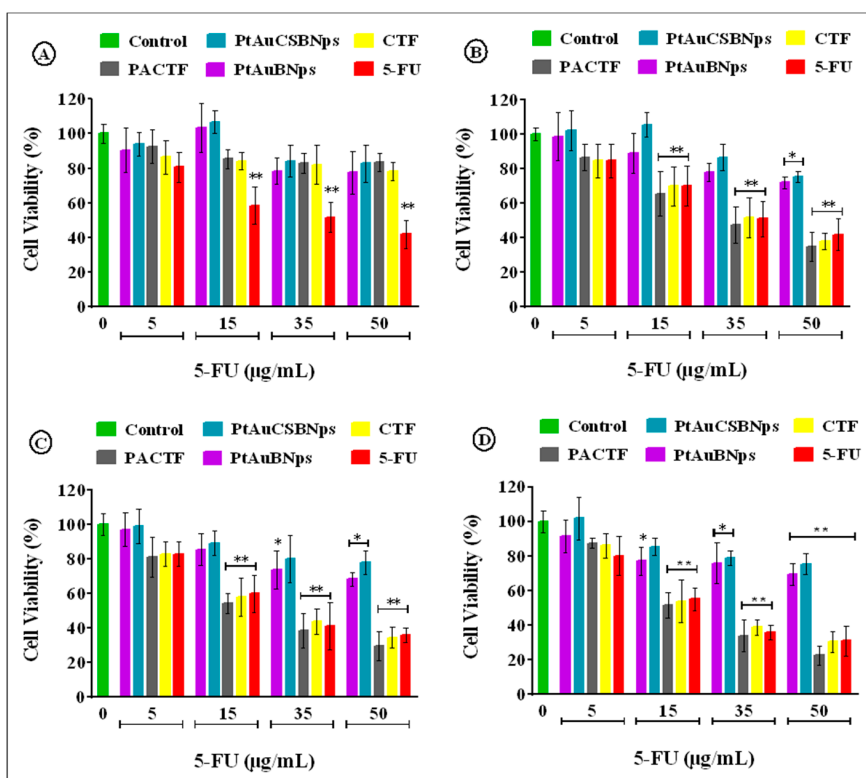 A
Control PtAuCSBNps CTF
PACTF PtAuBNps 5-FU
Cell Viability (%)
120
100
80
60
40
20
0
** ** **
0 5 15 35 50
5-FU (µg/mL)
B
Control PtAuCSBNps CTF
PACTF PtAuBNps 5-FU
Cell Viability (%)
120
100
80
60
40
20
0
** ** * **
0 5 15 35 50
5-FU (µg/mL)
C
Control PtAuCSBNps CTF
PACTF PtAuBNps 5-FU
Cell Viability (%)
120
100
80
60
40
20
0
** * ** * **
0 5 15 35 50
5-FU (µg/mL)
D
Control PtAuCSBNps CTF
PACTF PtAuBNps 5-FU
Cell Viability (%)
120
100
80
60
40
20
0
* ** * ** **
0 5 15 35 50
5-FU (µg/mL)